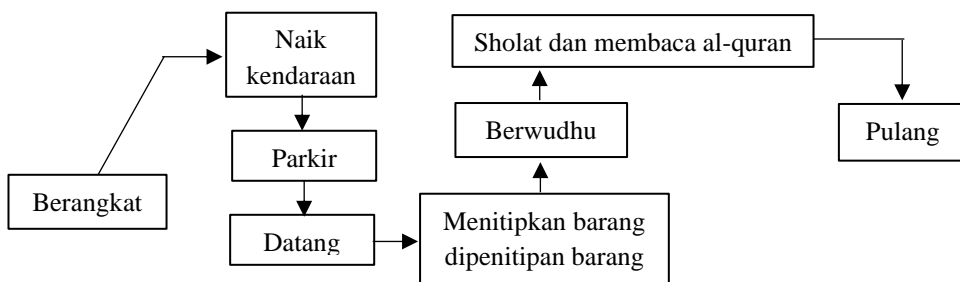 Berangkat
Naik
kendaraan
Parkir
Datang
Menitipkan barang
dipenitipan barang
Berwudhu
Sholat dan membaca al-quran
Pulang